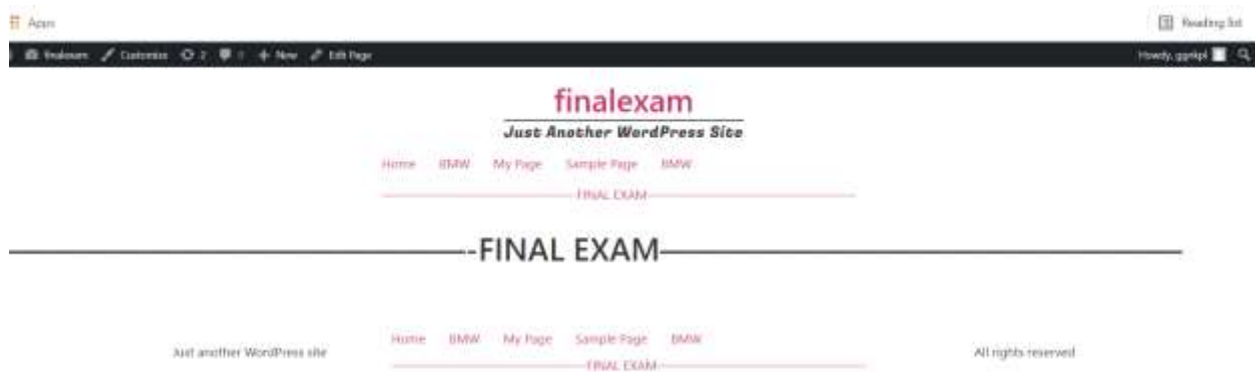 Apps Reading list
finalexam Customize 2 1 + New Edit Page Howdy, ggnkpl
finalexam
Just Another WordPress Site
Home BMW My Page Sample Page BMW
FINAL EXAM
FINAL EXAM
Home BMW My Page Sample Page BMW
Just another WordPress site
FINAL EXAM
All rights reserved